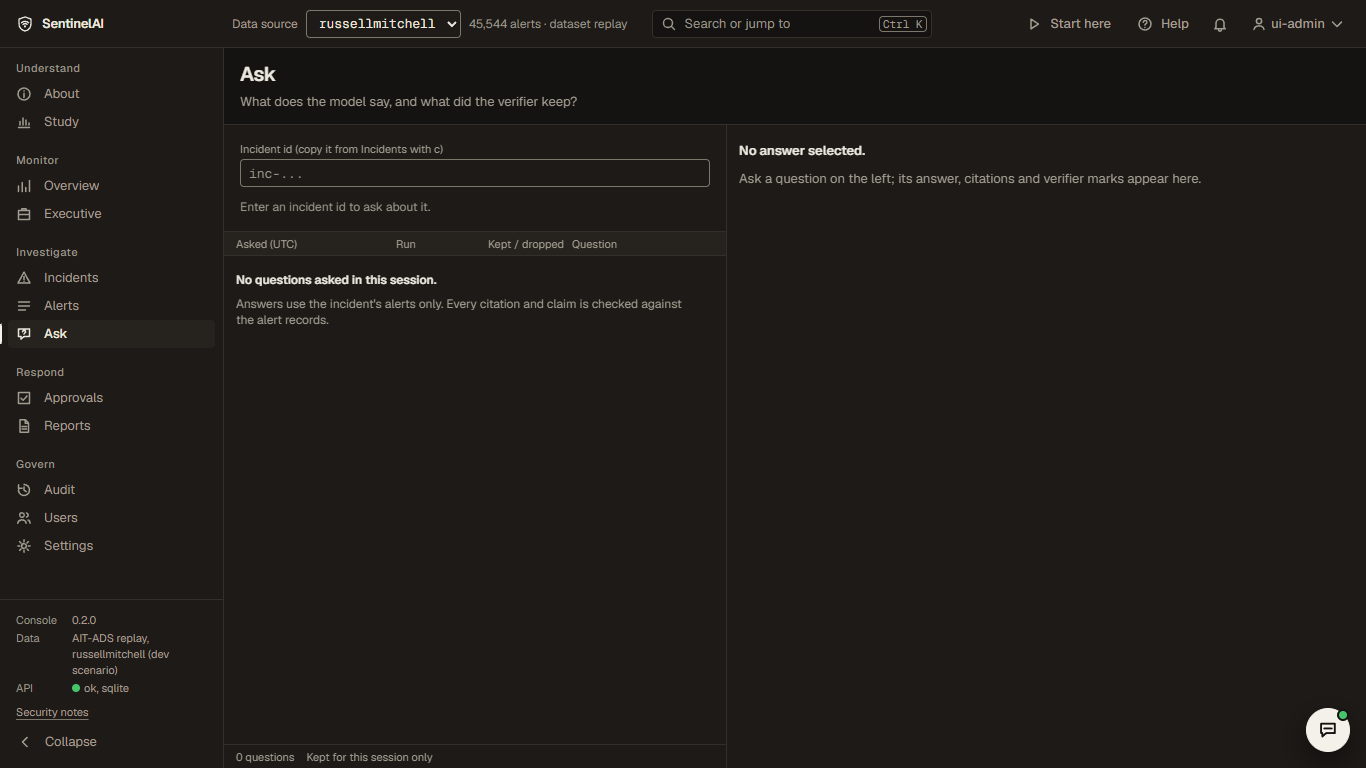 SentinelAI
Data source
russellmitchell
45,544 alerts · dataset replay
Search or jump to
Ctrl K
Start here
Help
ui-admin
Understand
About
Study
Monitor
Overview
Executive
Investigate
Incidents
Alerts
Ask
Respond
Approvals
Reports
Govern
Audit
Users
Settings
Console 0.2.0
Data AIT-ADS replay,
russellmitchell (dev
scenario)
API ok, sqlite
Security notes
Collapse
Ask
What does the model say, and what did the verifier keep?
Incident id (copy it from Incidents with c)
inc-...
Enter an incident id to ask about it.
Asked (UTC) Run Kept / dropped Question
No questions asked in this session.
Answers use the incident's alerts only. Every citation and claim is checked against
the alert records.
0 questions Kept for this session only
No answer selected.
Ask a question on the left; its answer, citations and verifier marks appear here.